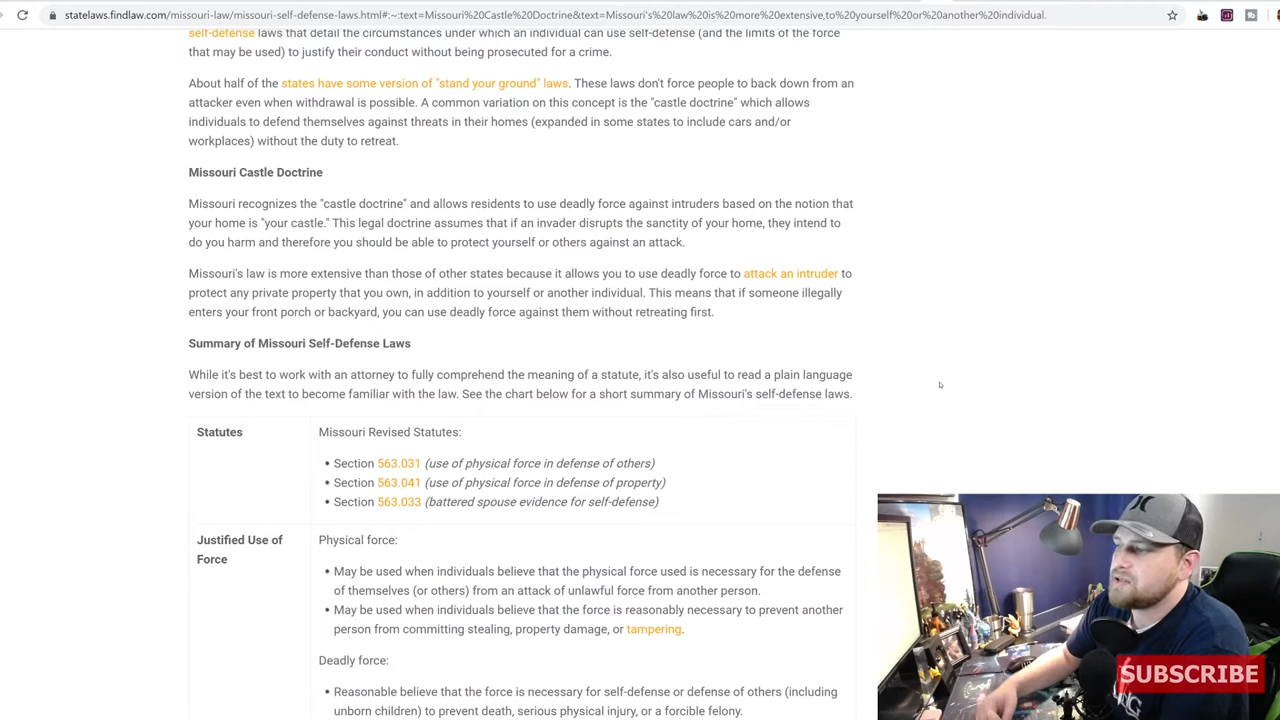 statelaws.findlaw.com/missouri-law/missouri-self-defense-laws.html#:~:text=Missouri%20Castle%20Doctrine&text=Missouri's%20law%20is%20more%20extensive,to%20yourself%20or%20another%20individual.
self-defense laws that detail the circumstances under which an individual can use self-defense (and the limits of the force
that may be used) to justify their conduct without being prosecuted for a crime.
About half of the states have some version of "stand your ground" laws. These laws don't force people to back down from an
attacker even when withdrawal is possible. A common variation on this concept is the "castle doctrine" which allows
individuals to defend themselves against threats in their homes (expanded in some states to include cars and/or
workplaces) without the duty to retreat.
Missouri Castle Doctrine
Missouri recognizes the "castle doctrine" and allows residents to use deadly force against intruders based on the notion that
your home is "your castle." This legal doctrine assumes that if an invader disrupts the sanctity of your home, they intend to
do you harm and therefore you should be able to protect yourself or others against an attack.
Missouri's law is more extensive than those of other states because it allows you to use deadly force to attack an intruder to
protect any private property that you own, in addition to yourself or another individual. This means that if someone illegally
enters your front porch or backyard, you can use deadly force against them without retreating first.
Summary of Missouri Self-Defense Laws
While it's best to work with an attorney to fully comprehend the meaning of a statute, it's also useful to read a plain language
version of the text to become familiar with the law. See the chart below for a short summary of Missouri's self-defense laws.
Statutes
Missouri Revised Statutes:
• Section 563.031 (use of physical force in defense of others)
• Section 563.041 (use of physical force in defense of property)
• Section 563.033 (battered spouse evidence for self-defense)
Justified Use of
Force
Physical force:
• May be used when individuals believe that the physical force used is necessary for the defense
of themselves (or others) from an attack of unlawful force from another person.
• May be used when individuals believe that the force is reasonably necessary to prevent another
person from committing stealing, property damage, or tampering.
Deadly force:
• Reasonable believe that the force is necessary for self-defense or defense of others (including
unborn children) to prevent death, serious physical injury, or a forcible felony.
SUBSCRIBE